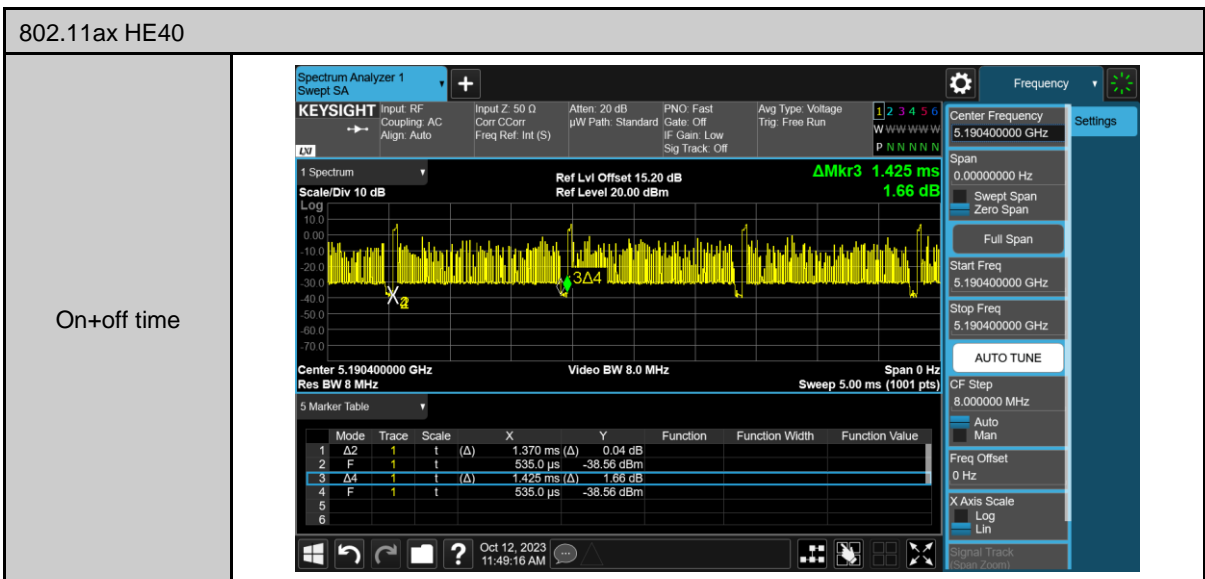 802.11ax HE40
On+off time
Spectrum Analyzer 1
Swept SA
+
Frequency
KEYSIGHT
LXI
Input: RF
Coupling: AC
Align: Auto
Input Z: 50 Ω
Corr CCorr
Freq Ref: Int (S)
Atten: 20 dB
µW Path: Standard
PNO: Fast
Gate: Off
IF Gain: Low
Sig Track: Off
Avg Type: Voltage
Trig: Free Run
1 2 3 4 5 6
W W W W W W
P N N N N N
1 Spectrum
Scale/Div 10 dB
Ref Lvl Offset 15.20 dB
Ref Level 20.00 dBm
ΔMkr3 1.425 ms
1.66 dB
Log
10.0
0.00
-10.0
-20.0
-30.0
-40.0
-50.0
-60.0
-70.0
3Δ4
Center 5.190400000 GHz
Video BW 8.0 MHz
Span 0 Hz
Res BW 8 MHz
Sweep 5.00 ms (1001 pts)
5 Marker Table
Mode Trace Scale X Y Function Function Width Function Value
1 Δ2 1 t (Δ) 1.370 ms (Δ) 0.04 dB
2 F 1 t 535.0 µs -38.56 dBm
3 Δ4 1 t (Δ) 1.425 ms (Δ) 1.66 dB
4 F 1 t 535.0 µs -38.56 dBm
5
6
?
Oct 12, 2023
11:49:16 AM
Center Frequency
5.190400000 GHz
Settings
Span
0.00000000 Hz
Swept Span
Zero Span
Full Span
Start Freq
5.190400000 GHz
Stop Freq
5.190400000 GHz
AUTO TUNE
CF Step
8.000000 MHz
Auto
Man
Freq Offset
0 Hz
X Axis Scale
Log
Lin
Signal Track
(Span Zoom)